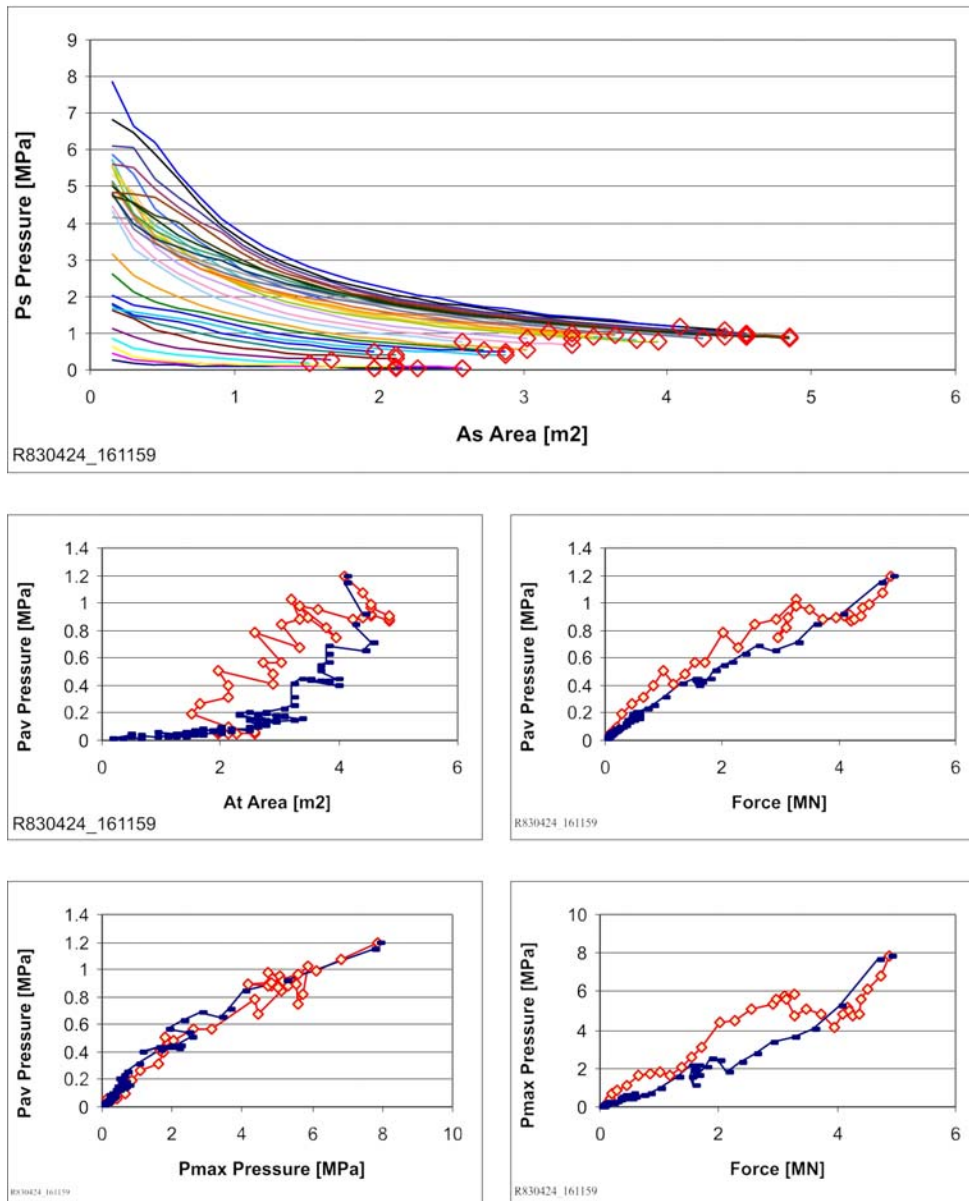 9
8
7
6
5
4
3
2
1
0
Ps Pressure [MPa]
0 1 2 3 4 5 6
As Area [m2]
R830424_161159
1.4
1.2
1
0.8
0.6
0.4
0.2
0
Pav Pressure [MPa]
0 2 4 6
At Area [m2]
R830424_161159
1.4
1.2
1
0.8
0.6
0.4
0.2
0
Pav Pressure [MPa]
0 2 4 6
Force [MN]
R830424_161159
1.4
1.2
1
0.8
0.6
0.4
0.2
0
Pav Pressure [MPa]
0 2 4 6 8 10
Pmax Pressure [MPa]
R830424_161159
10
8
6
4
2
0
Pmax Pressure [MPa]
0 2 4 6
Force [MN]
R830424_161159